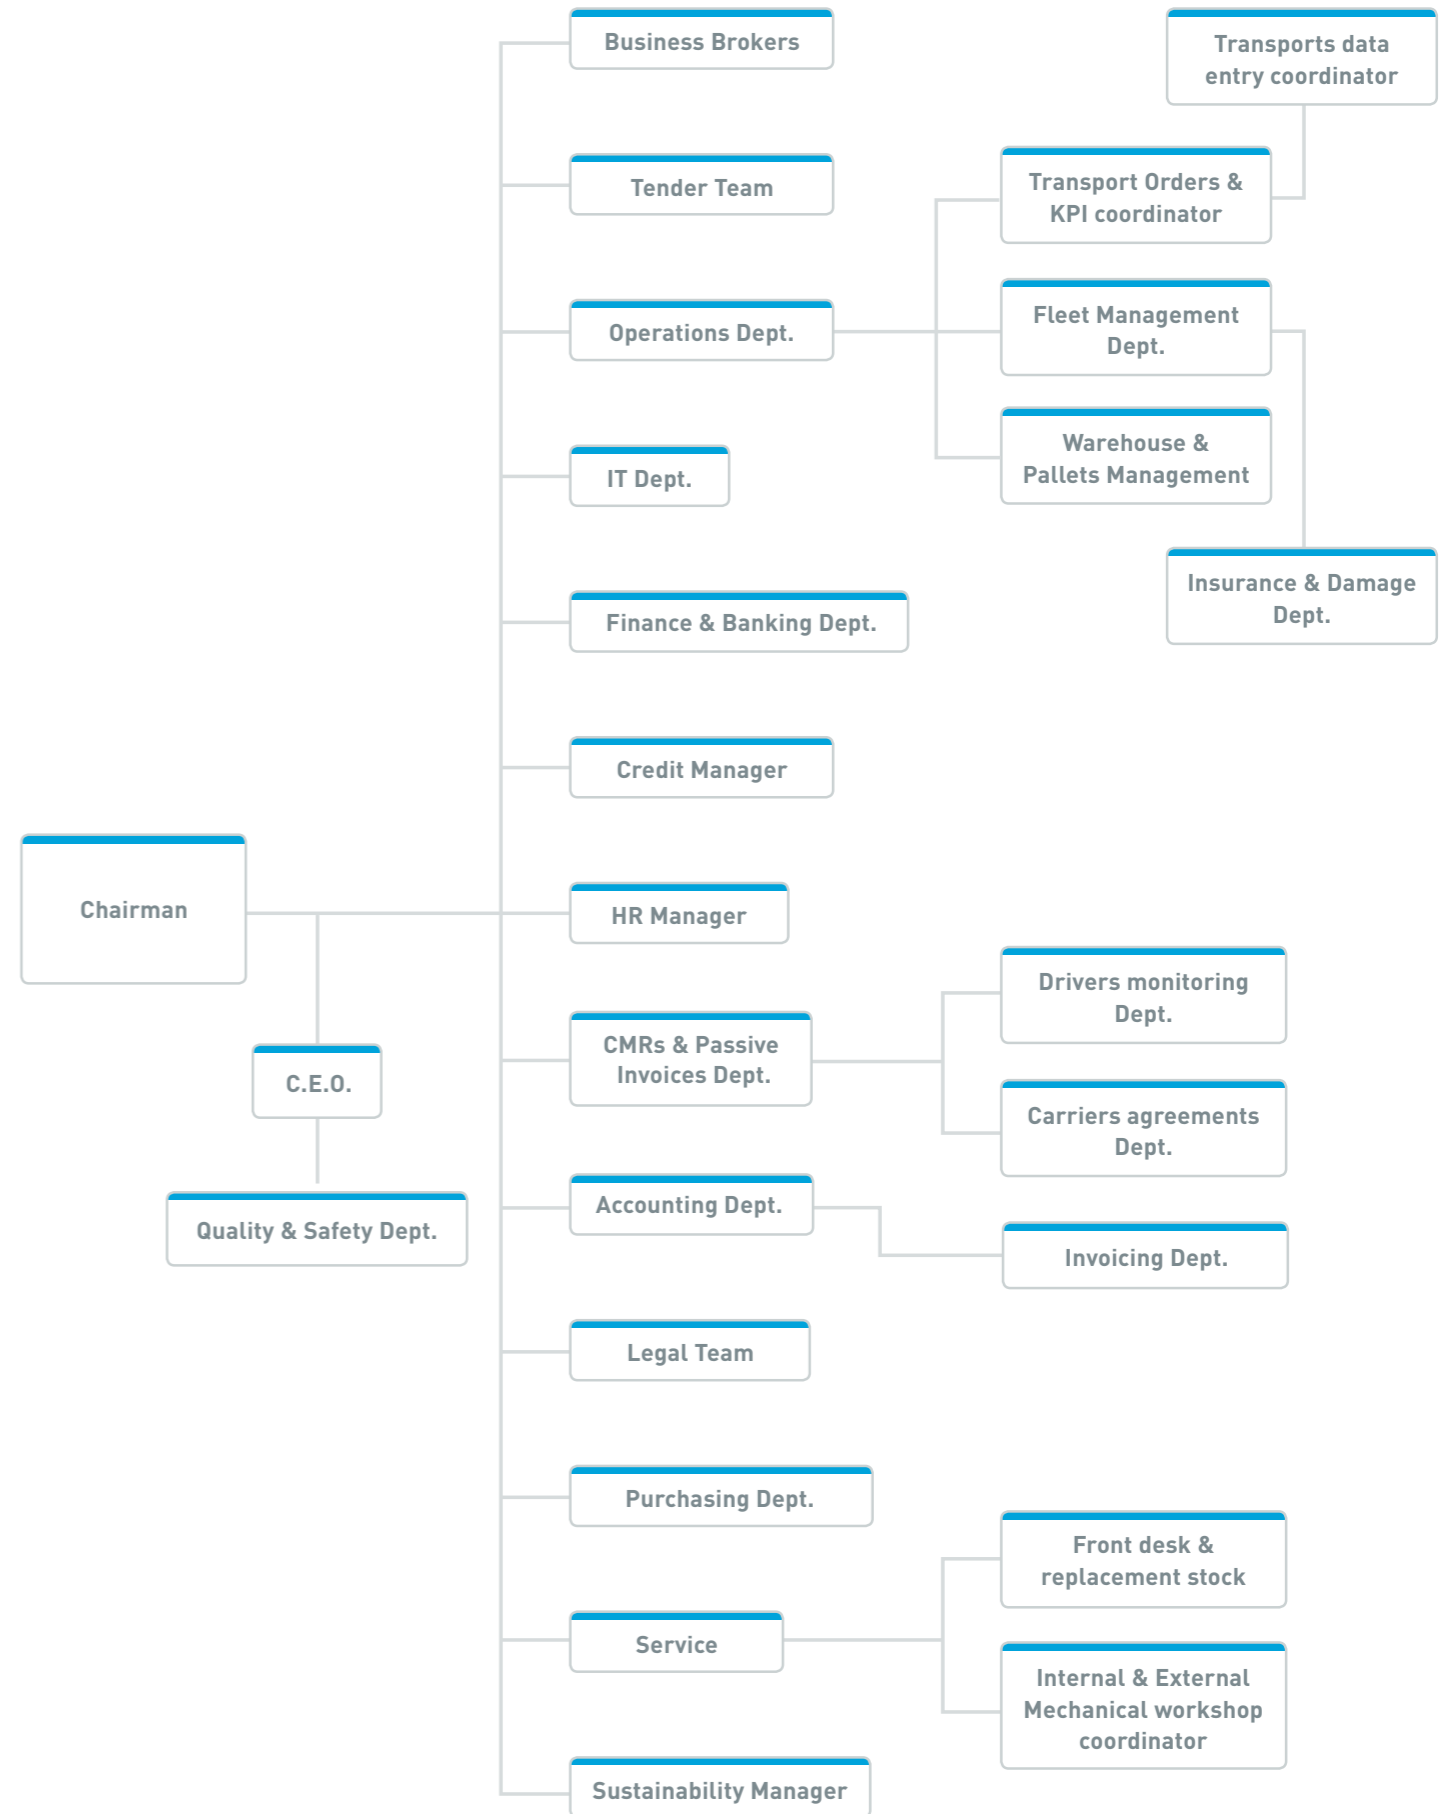 Business Brokers
Transports data
entry coordinator
Tender Team
Transport Orders &
KPI coordinator
Operations Dept.
Fleet Management
Dept.
Warehouse &
Pallets Management
IT Dept.
Insurance & Damage
Dept.
Finance & Banking Dept.
Credit Manager
Chairman
HR Manager
Drivers monitoring
Dept.
CMRs & Passive
Invoices Dept.
C.E.O.
Carriers agreements
Dept.
Accounting Dept.
Quality & Safety Dept.
Invoicing Dept.
Legal Team
Purchasing Dept.
Front desk &
replacement stock
Service
Internal & External
Mechanical workshop
coordinator
Sustainability Manager